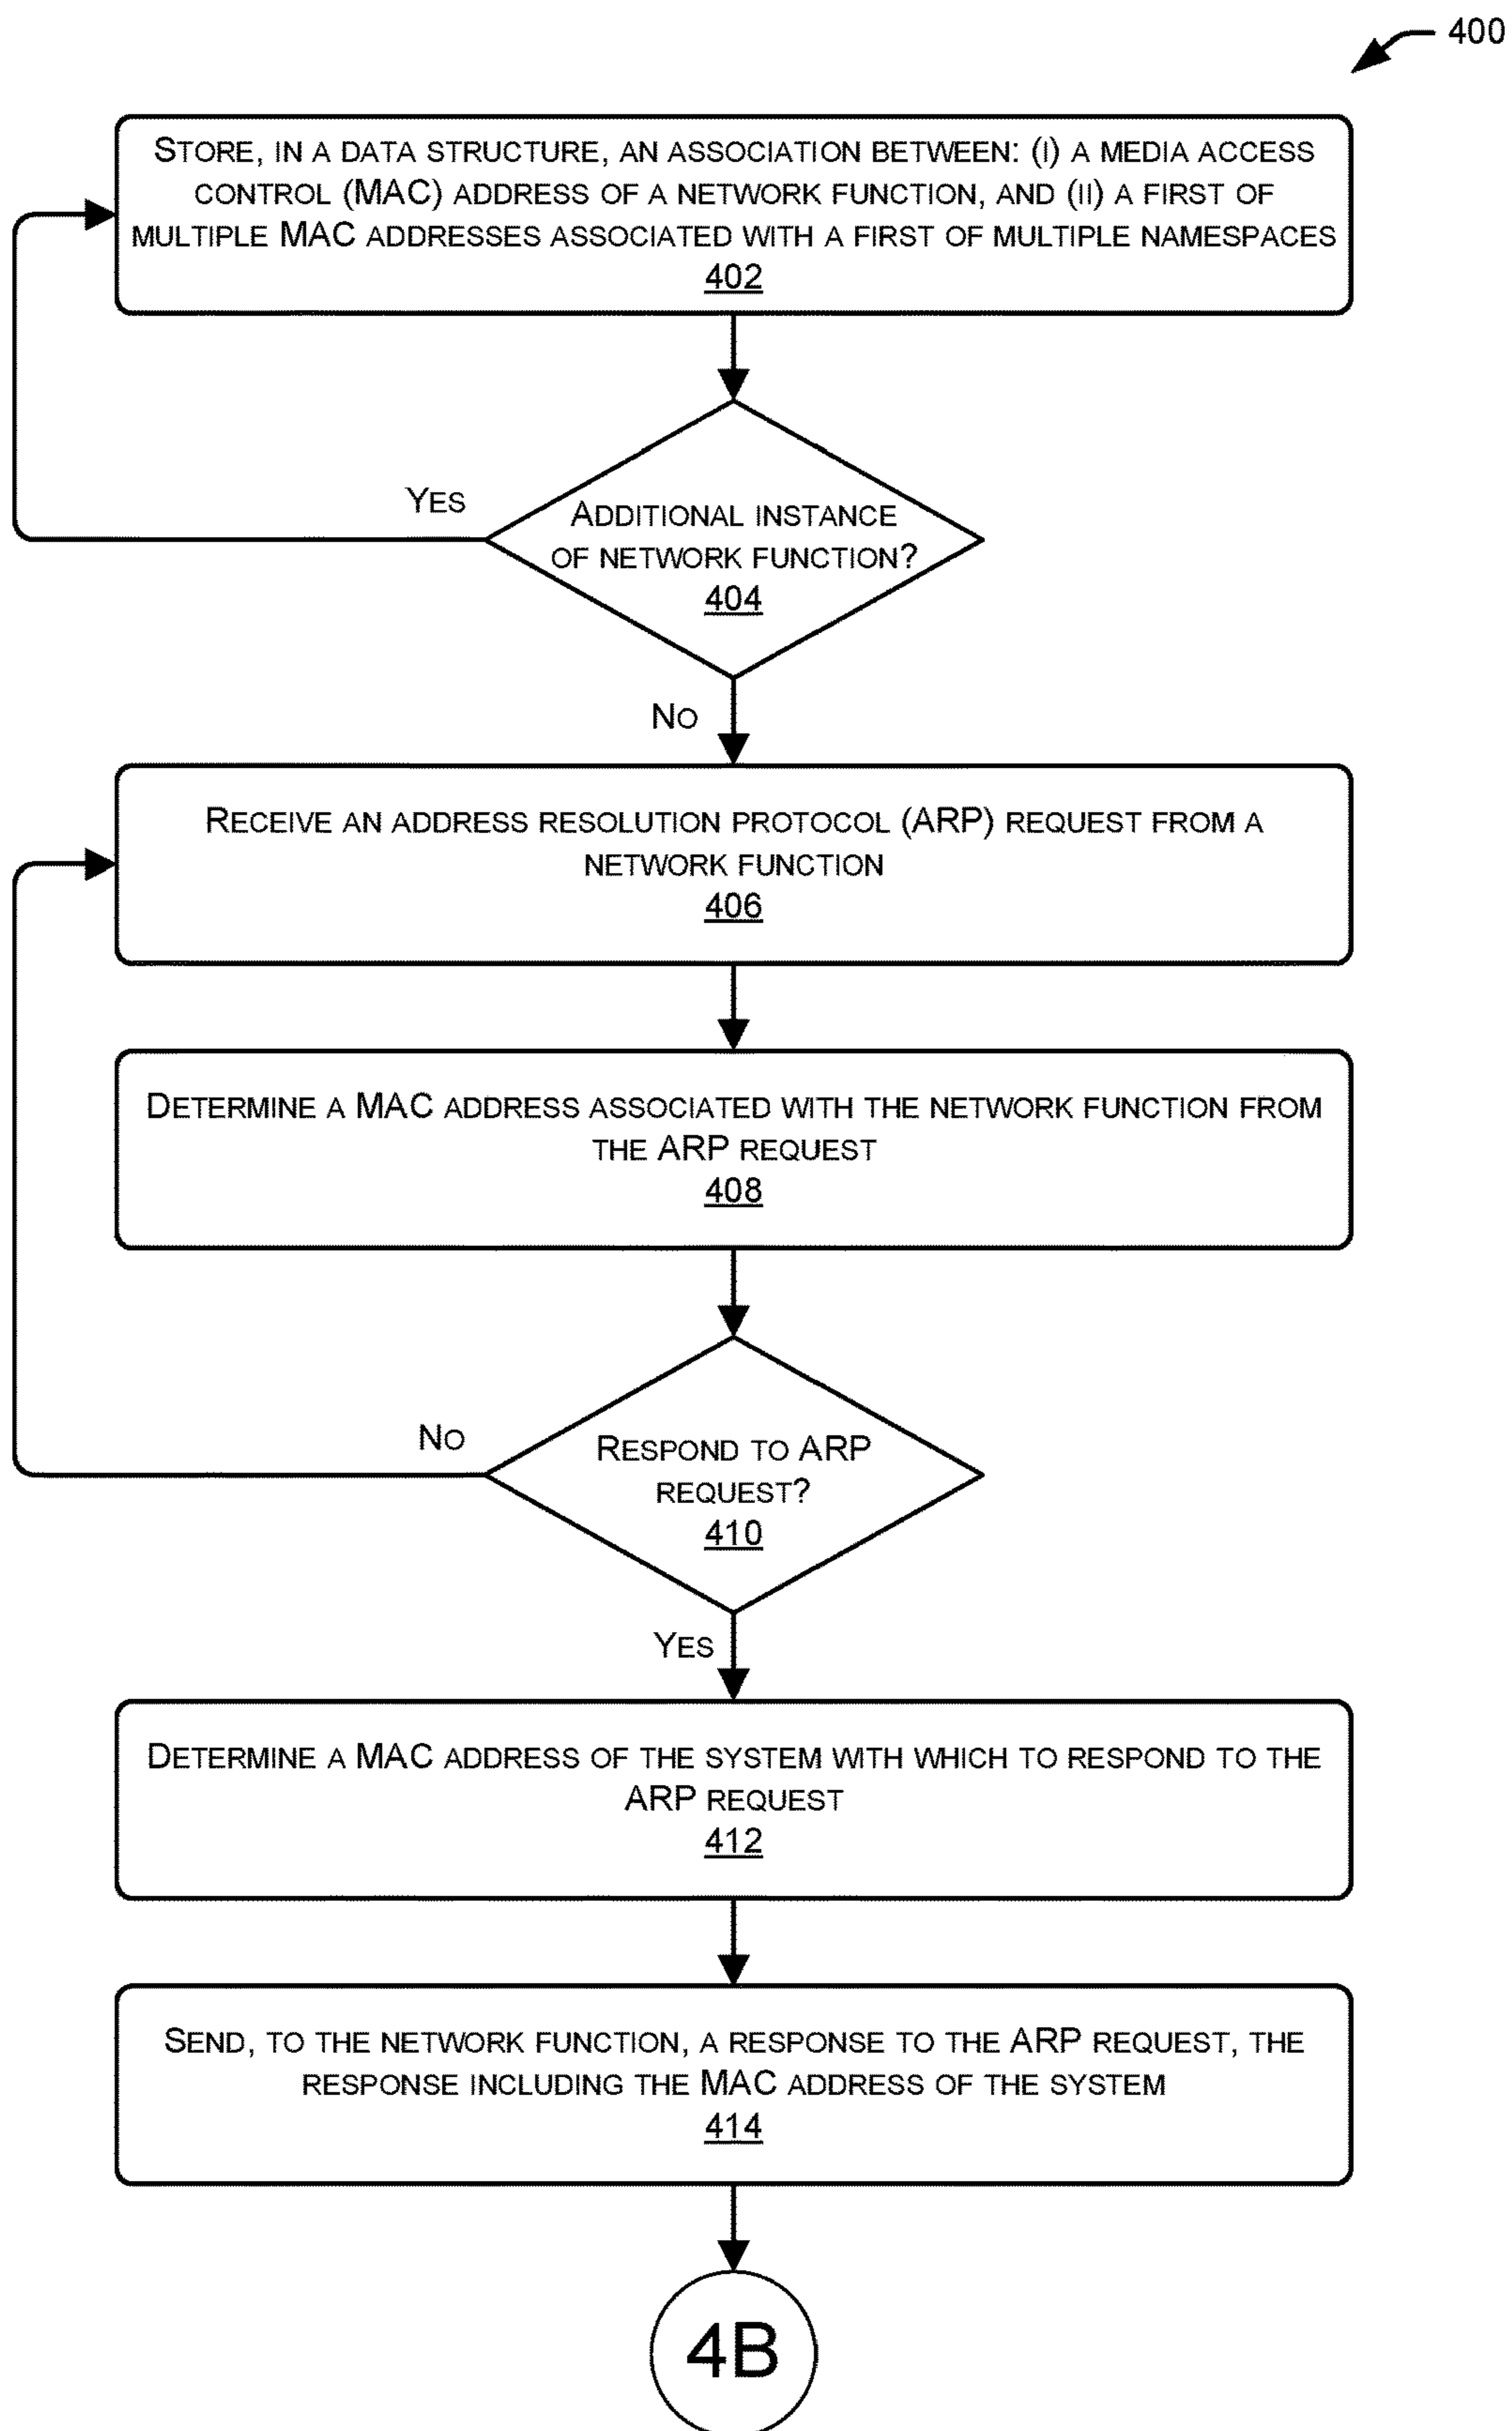 400
STORE, IN A DATA STRUCTURE, AN ASSOCIATION BETWEEN: (I) A MEDIA ACCESS
CONTROL (MAC) ADDRESS OF A NETWORK FUNCTION, AND (II) A FIRST OF
MULTIPLE MAC ADDRESSES ASSOCIATED WITH A FIRST OF MULTIPLE NAMESPACES
402
YES
ADDITIONAL INSTANCE
OF NETWORK FUNCTION?
404
NO
RECEIVE AN ADDRESS RESOLUTION PROTOCOL (ARP) REQUEST FROM A
NETWORK FUNCTION
406
DETERMINE A MAC ADDRESS ASSOCIATED WITH THE NETWORK FUNCTION FROM
THE ARP REQUEST
408
NO
RESPOND TO ARP
REQUEST?
410
YES
DETERMINE A MAC ADDRESS OF THE SYSTEM WITH WHICH TO RESPOND TO THE
ARP REQUEST
412
SEND, TO THE NETWORK FUNCTION, A RESPONSE TO THE ARP REQUEST, THE
RESPONSE INCLUDING THE MAC ADDRESS OF THE SYSTEM
414
4B